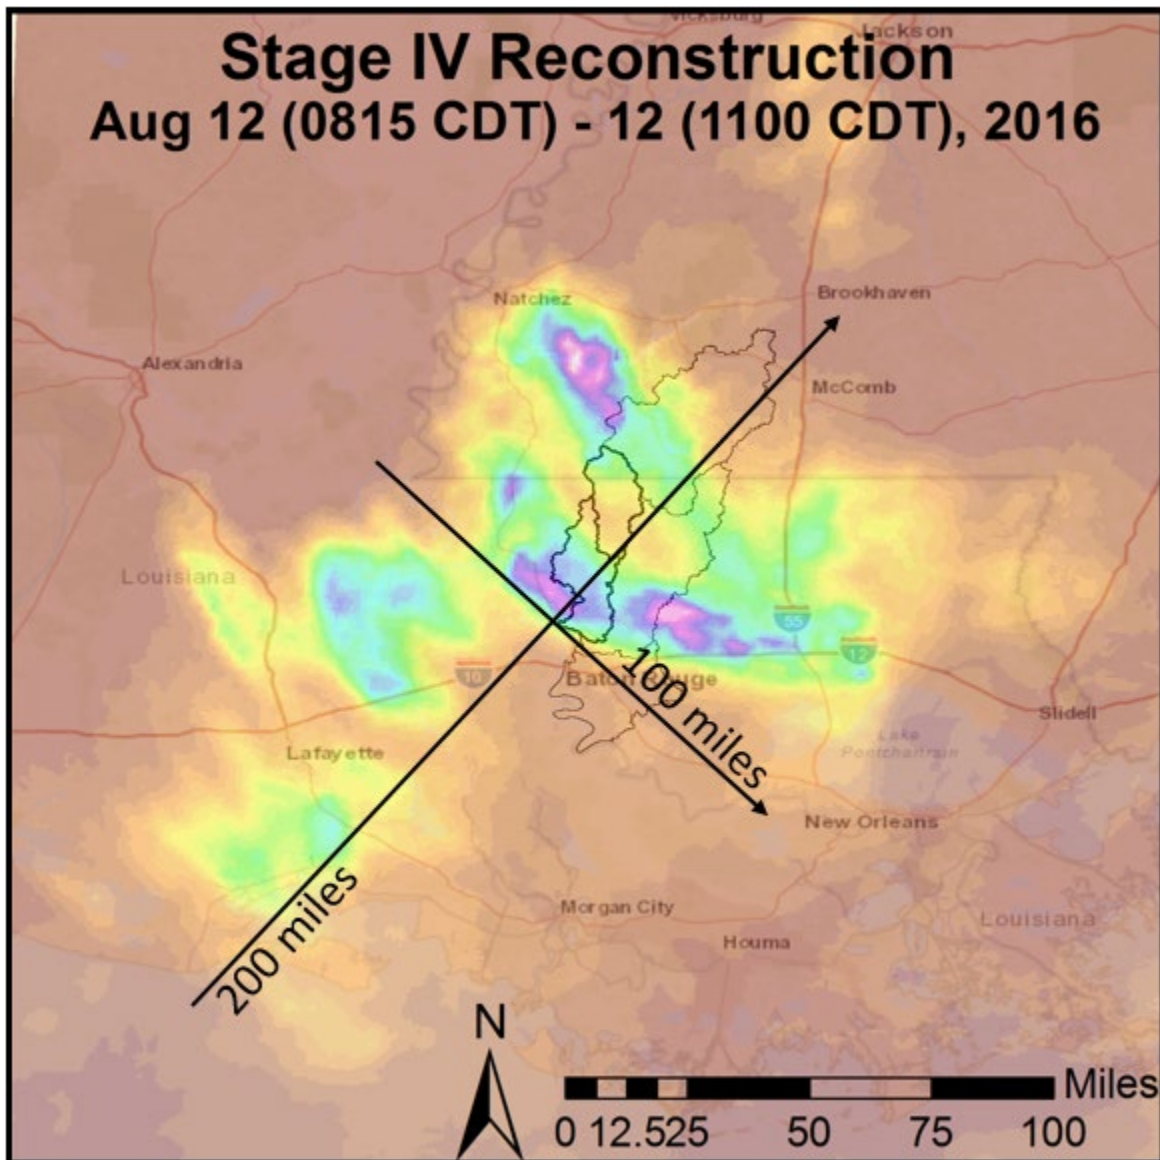 Vicksburg
Jackson
Stage IV Reconstruction
Aug 12 (0815 CDT) - 12 (1100 CDT), 2016
Natchez
Brookhaven
Alexandria
McComb
Louisiana
55
12
10
Baton Rouge
100 miles
Slidell
Lake
Pontchartrain
Lafayette
New Orleans
200 miles
Morgan City
Louisiana
Houma
N
Miles
0 12.525 50 75 100